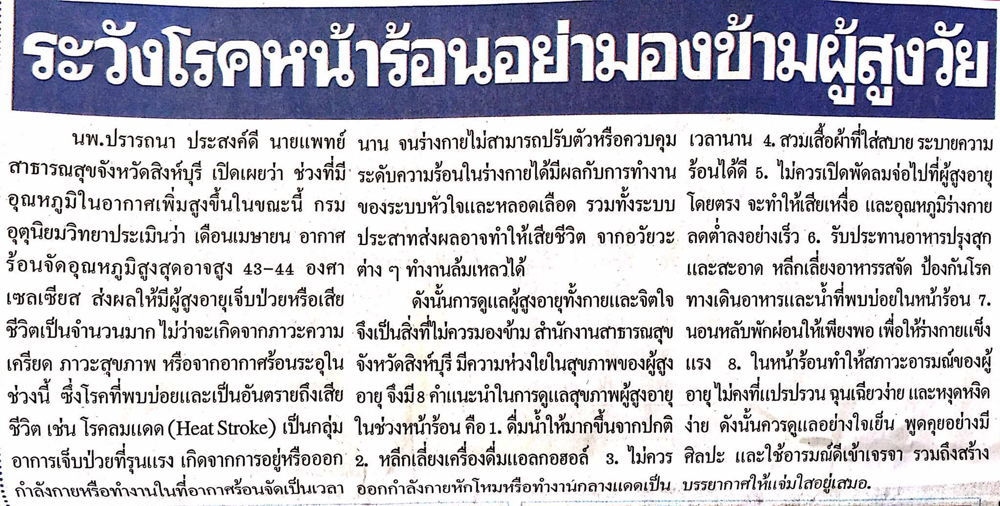 ระวังโรคหน้าร้อนอย่ามองข้ามผู้สูงวัย
นพ.ปรารถนา ประสงค์ดี นายแพทย์
สาธารณสุขจังหวัดสิงห์บุรี เปิดเผยว่า ช่วงที่มี
อุณหภูมิในอากาศเพิ่มสูงขึ้นในขณะนี้ กรม
อุตุนิยมวิทยาประเมินว่า เดือนเมษายน อากาศ
ร้อนจัดอุณหภูมิสูงสุดอาจสูง 43-44 องศา
เซลเซียส ส่งผลให้มีผู้สูงอายุเจ็บป่วยหรือเสีย
ชีวิตเป็นจำนวนมาก ไม่ว่าจะเกิดจากภาวะความ
เครียด ภาวะสุขภาพ หรือจากอากาศร้อนระอุใน
ช่วงนี้ ซึ่งโรคที่พบบ่อยและเป็นอันตรายถึงเสีย
ชีวิต เช่น โรคลมแดด (Heat Stroke) เป็นกลุ่ม
อาการเจ็บป่วยที่รุนแรง เกิดจากการอยู่หรือออก
กำลังกายหรือทำงานในที่อากาศร้อนจัดเป็นเวลา
นาน จนร่างกายไม่สามารถปรับตัวหรือควบคุม
ระดับความร้อนในร่างกายได้มีผลกับการทำงาน
ของระบบหัวใจและหลอดเลือด รวมทั้งระบบ
ประสาทส่งผลอาจทำให้เสียชีวิต จากอวัยวะ
ต่าง ๆ ทำงานล้มเหลวได้
ดังนั้นการดูแลผู้สูงอายุทั้งกายและจิตใจ
จึงเป็นสิ่งที่ไม่ควรมองข้าม สำนักงานสาธารณสุข
จังหวัดสิงห์บุรี มีความห่วงใยในสุขภาพของผู้สูง
อายุ จึงมี 8 คำแนะนำในการดูแลสุขภาพผู้สูงอายุ
ในช่วงหน้าร้อน คือ 1. ดื่มน้ำให้มากขึ้นจากปกติ
2. หลีกเลี่ยงเครื่องดื่มแอลกอฮอล์ 3. ไม่ควร
ออกกำลังกายหักโหมหรือทำงานกลางแดดเป็น
เวลานาน 4. สวมเสื้อผ้าที่ใส่สบาย ระบายความ
ร้อนได้ดี 5. ไม่ควรเปิดพัดลมจ่อไปที่ผู้สูงอายุ
โดยตรง จะทำให้เสียเหงื่อ และอุณหภูมิร่างกาย
ลดต่ำลงอย่างเร็ว 6. รับประทานอาหารปรุงสุก
และสะอาด หลีกเลี่ยงอาหารรสจัด ป้องกันโรค
ทางเดินอาหารและน้ำที่พบบ่อยในหน้าร้อน 7.
นอนหลับพักผ่อนให้เพียงพอ เพื่อให้ร่างกายแข็ง
แรง 8. ในหน้าร้อนทำให้สภาวะอารมณ์ของผู้
อายุ ไม่คงที่แปรปรวน ฉุนเฉียวง่าย และหงุดหงิด
ง่าย ดังนั้นควรดูแลอย่างใจเย็น พูดคุยอย่างมี
ศิลปะ และใช้อารมณ์ดีเข้าเจรจา รวมถึงสร้าง
บรรยากาศให้แจ่มใสอยู่เสมอ.